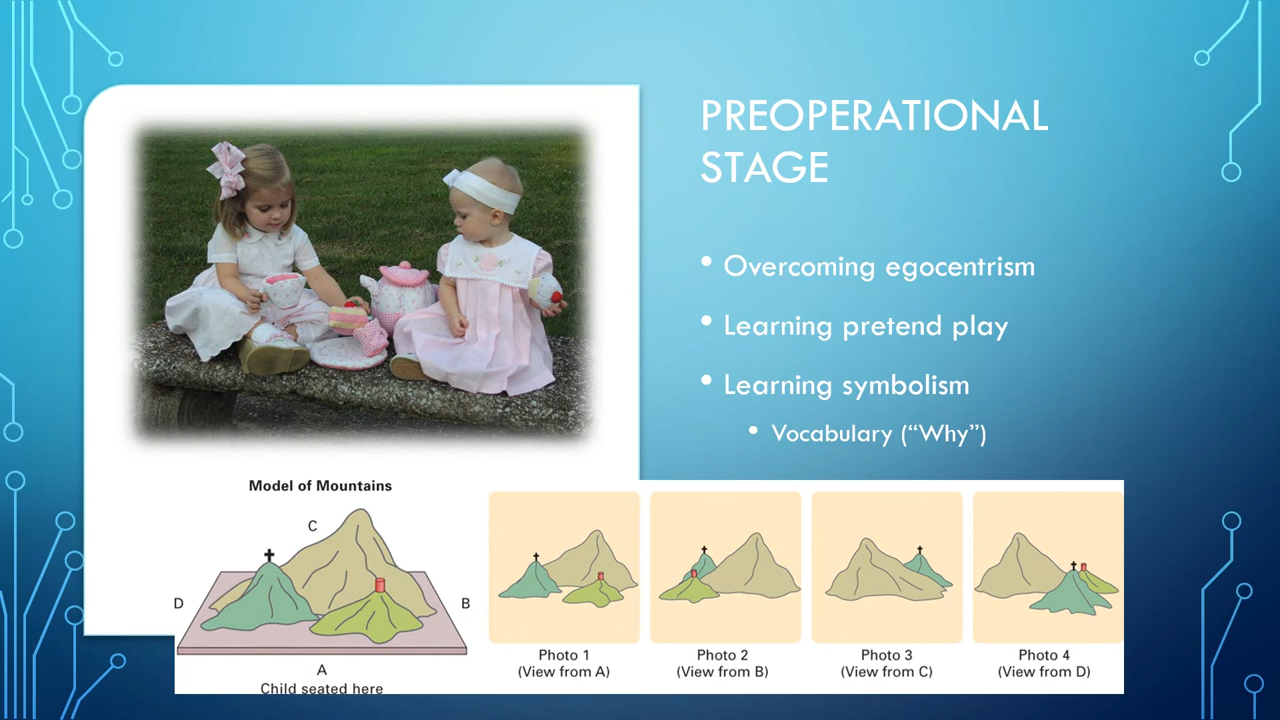 PREOPERATIONAL
STAGE
• Overcoming egocentrism
• Learning pretend play
• Learning symbolism
• Vocabulary (“Why”)
Model of Mountains
C
D
B
A
Child seated here
Photo 1
(View from A)
Photo 2
(View from B)
Photo 3
(View from C)
Photo 4
(View from D)